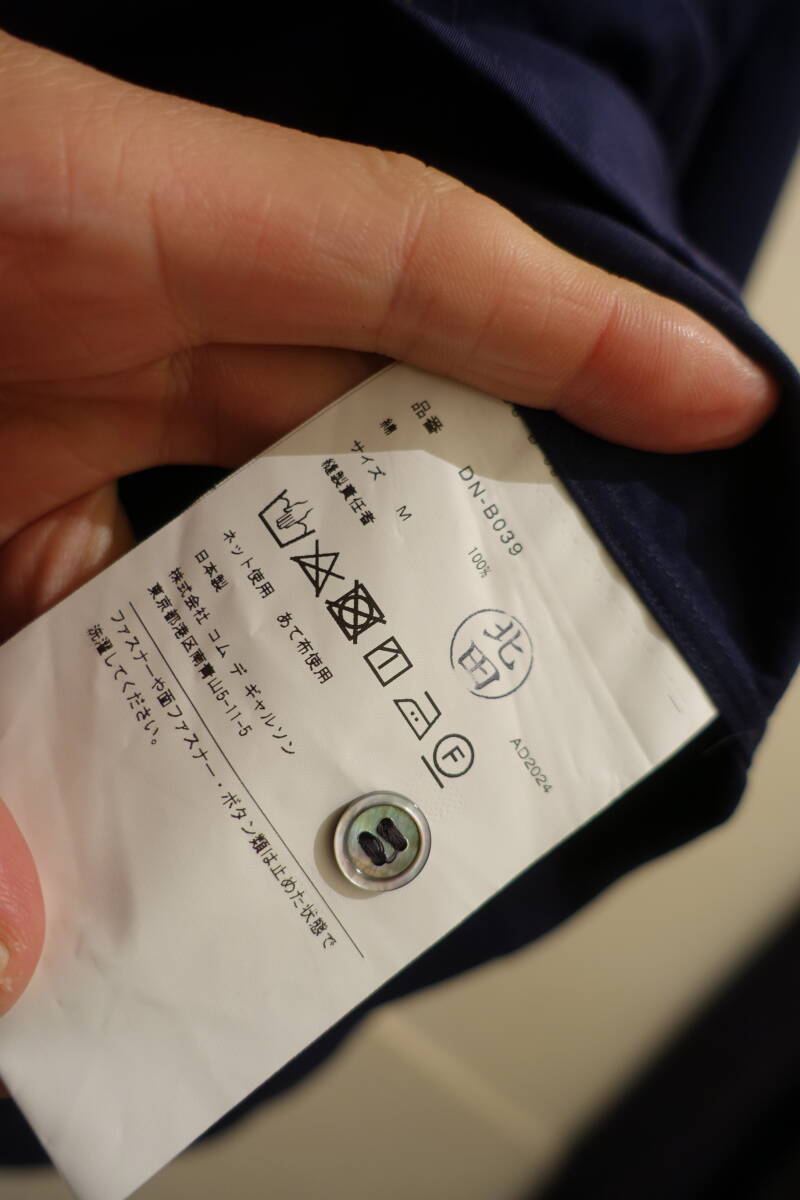 品番 DN-B039
綿 100%
サイズ M
縫製責任者 北田
AD2024
F
ネット使用 あて布使用
日本製
株式会社 コム デ ギャルソン
東京都港区南青山5-11-5
ファスナーや面ファスナー・ボタン類は止めた状態で
洗濯してください。